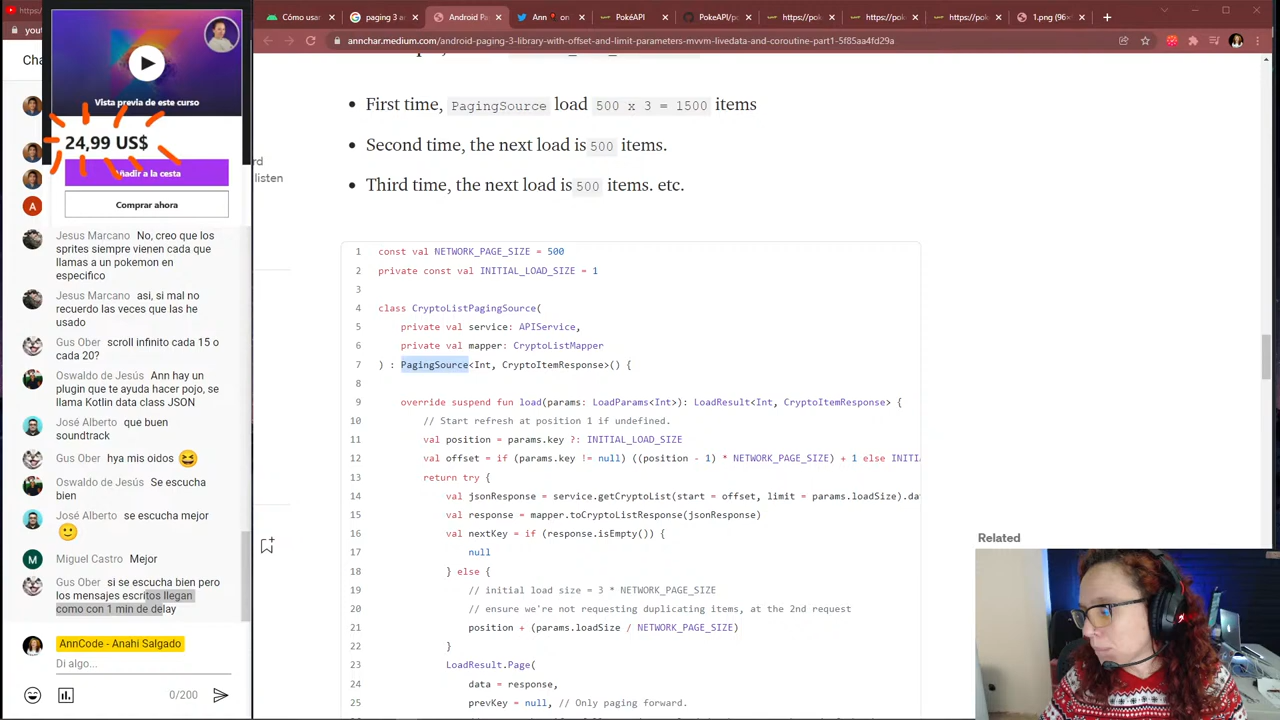 Cómo usar
paging 3 an
Android Pa
Ann
on
PokéAPI
PokeAPI/po
https://poke
https://poke
https://poke
1.png (96×
you
annchar.medium.com/android-paging-3-library-with-offset-and-limit-parameters-mvvm-livedata-and-coroutine-part1-5f85aa4fd29a
Cha
Vista previa de este curso
24,99 US$
Añadir a la cesta
Comprar ahora
rd
listen
Jesus Marcano No, creo que los
sprites siempre vienen cada que
llamas a un pokemon en
especifico
Jesus Marcano asi, si mal no
recuerdo las veces que las he
usado
Gus Ober scroll infinito cada 15 o
cada 20?
Oswaldo de Jesús Ann hay un
plugin que te ayuda hacer pojo, se
llama Kotlin data class JSON
José Alberto que buen
soundtrack
Gus Ober hya mis oidos
Oswaldo de Jesús Se escucha
bien
José Alberto se escucha mejor
Miguel Castro Mejor
Gus Ober si se escucha bien pero
los mensajes escritos llegan
como con 1 min de delay
AnnCode - Anahi Salgado
Di algo...
0/200
First time, PagingSource load 500 x 3 = 1500 items
Second time, the next load is 500 items.
Third time, the next load is 500 items. etc.
1 const val NETWORK_PAGE_SIZE = 500
2 private const val INITIAL_LOAD_SIZE = 1
3
4 class CryptoListPagingSource(
5 private val service: APIService,
6 private val mapper: CryptoListMapper
7 ) : PagingSource<Int, CryptoItemResponse>() {
8
9 override suspend fun load(params: LoadParams<Int>): LoadResult<Int, CryptoItemResponse> {
10 // Start refresh at position 1 if undefined.
11 val position = params.key ?: INITIAL_LOAD_SIZE
12 val offset = if (params.key != null) ((position - 1) * NETWORK_PAGE_SIZE) + 1 else INITI
13 return try {
14 val jsonResponse = service.getCryptoList(start = offset, limit = params.loadSize).da
15 val response = mapper.toCryptoListResponse(jsonResponse)
16 val nextKey = if (response.isEmpty()) {
17 null
18 } else {
19 // initial load size = 3 * NETWORK_PAGE_SIZE
20 // ensure we're not requesting duplicating items, at the 2nd request
21 position + (params.loadSize / NETWORK_PAGE_SIZE)
22 }
23 LoadResult.Page(
24 data = response,
25 prevKey = null, // Only paging forward.
Related